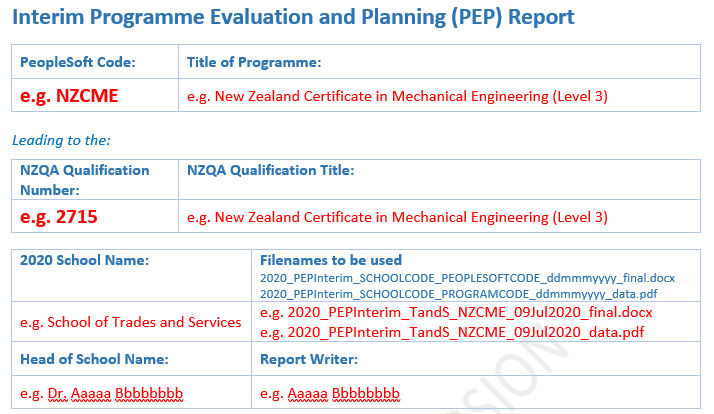 Interim Programme Evaluation and Planning (PEP) Report
PeopleSoft Code:
Title of Programme:
e.g. NZCME
e.g. New Zealand Certificate in Mechanical Engineering (Level 3)
Leading to the:
NZQA Qualification
Number:
NZQA Qualification Title:
e.g. 2715
e.g. New Zealand Certificate in Mechanical Engineering (Level 3)
2020 School Name:
Filenames to be used
2020_PEPInterim_SCHOOLCODE_PEOPLESOFTCODE_ddmmmyyyy_final.docx
2020_PEPInterim_SCHOOLCODE_PROGRAMCODE_ddmmmyyyy_data.pdf
e.g. School of Trades and Services
e.g. 2020_PEPInterim_TandS_NZCME_09Jul2020_final.docx
e.g. 2020_PEPInterim_TandS_NZCME_09Jul2020_data.pdf
Head of School Name:
Report Writer:
e.g. Dr. Aaaaa Bbbbbbbb
e.g. Aaaaa Bbbbbbbb